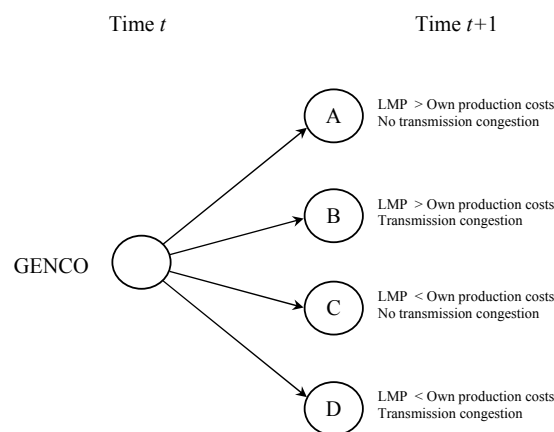 Time t
Time t+1
A
LMP > Own production costs
No transmission congestion
B
LMP > Own production costs
Transmission congestion
GENCO
C
LMP < Own production costs
No transmission congestion
D
LMP < Own production costs
Transmission congestion